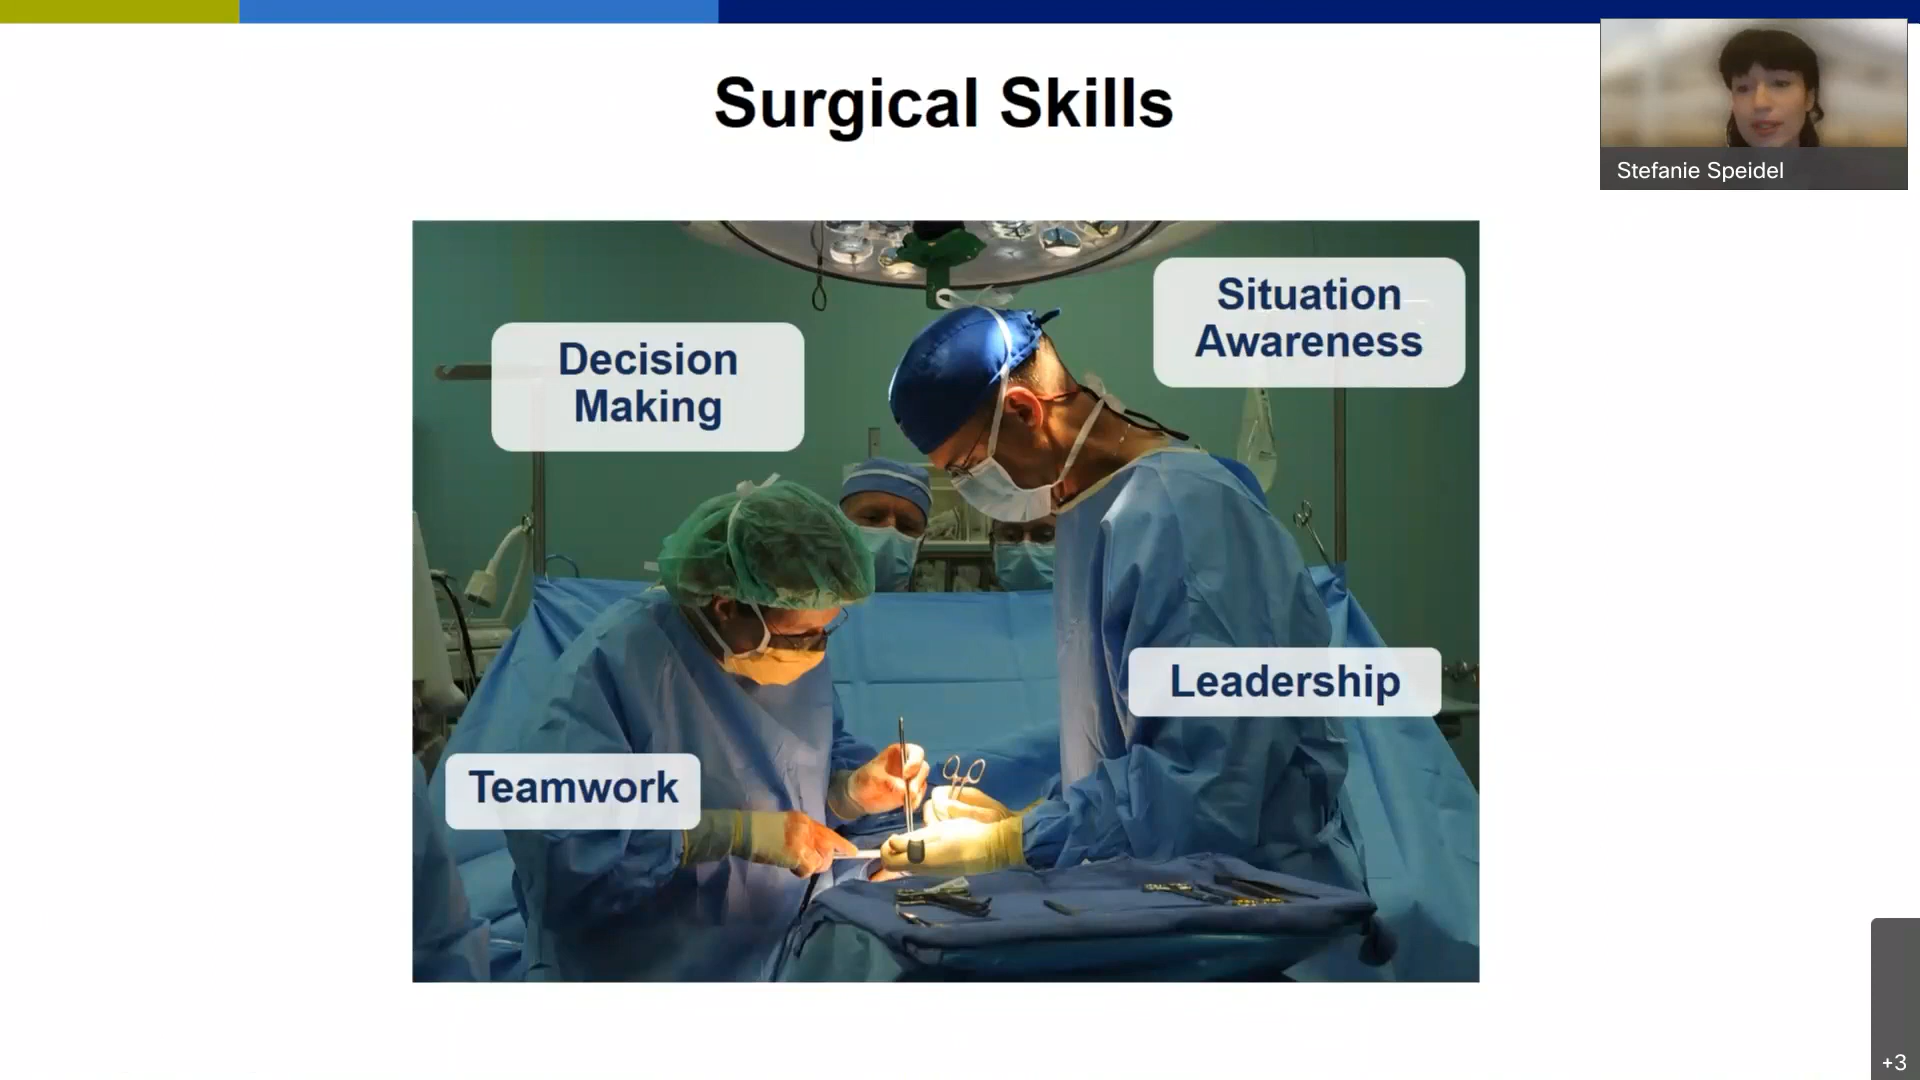 Surgical Skills
Stefanie Speidel
Situation
Awareness
Decision
Making
Leadership
Teamwork
+3